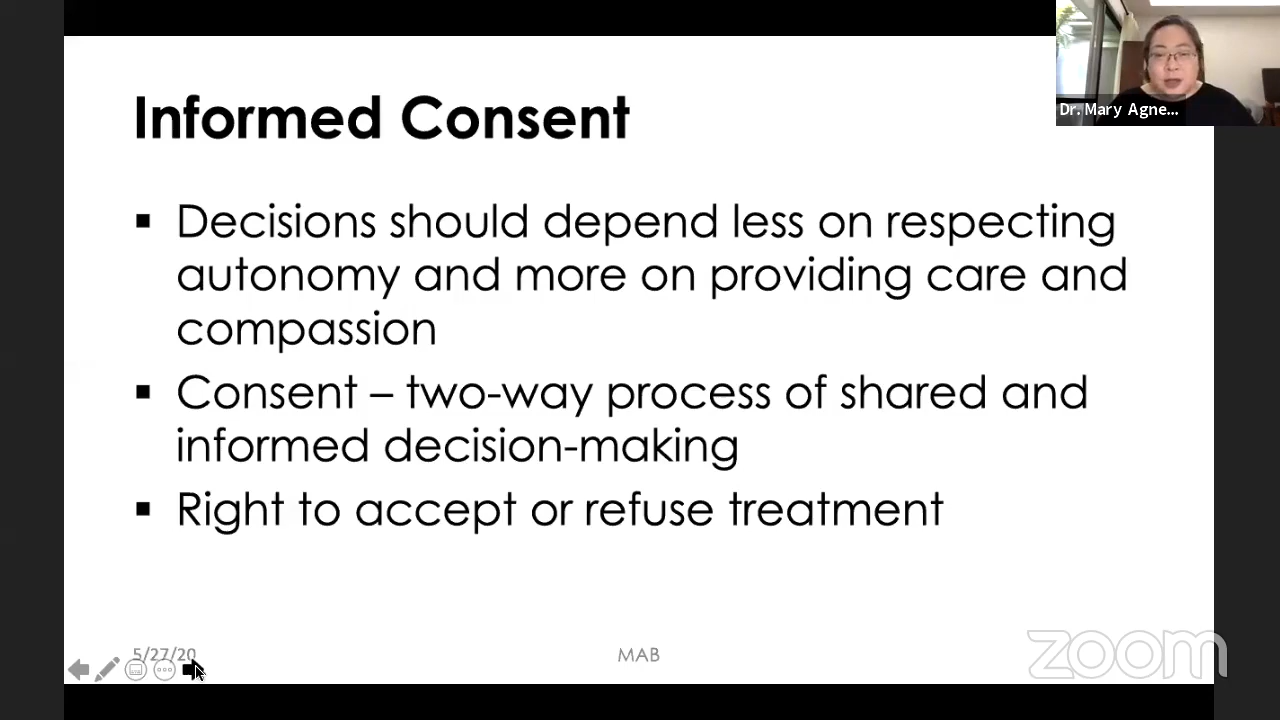 Informed Consent
Dr. Mary Agne...
▪ Decisions should depend less on respecting
autonomy and more on providing care and
compassion
▪ Consent – two-way process of shared and
informed decision-making
▪ Right to accept or refuse treatment
5/27/20
MAB
zoom